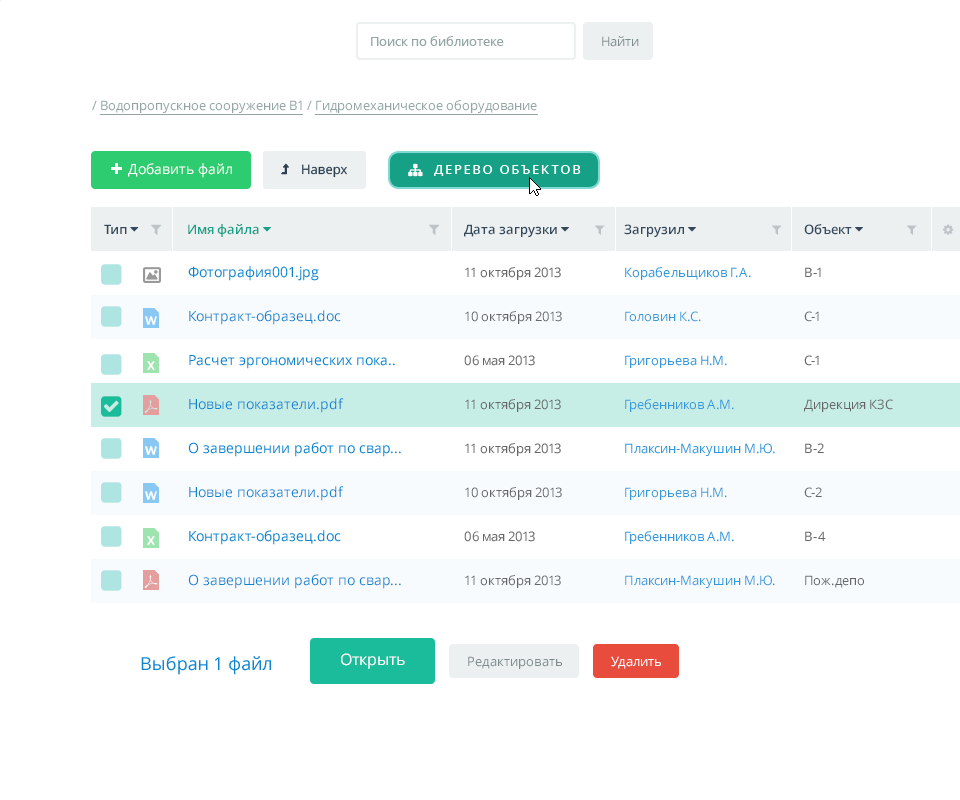 Поиск по библиотеке Найти
/ Водопропускное сооружение В1 / Гидромеханическое оборудование
Добавить файл Наверх ДЕРЕВО ОБЪЕКТОВ
Тип Имя файла Дата загрузки Загрузил Объект
Фотография001.jpg 11 октября 2013 Корабельщиков Г.А. В-1
Контракт-образец.doc 10 октября 2013 Головин К.С. С-1
Расчет эргономических пока.. 06 мая 2013 Григорьева Н.М. С-1
Новые показатели.pdf 11 октября 2013 Гребенников А.М. Дирекция КЗС
О завершении работ по свар... 11 октября 2013 Плаксин-Макушин М.Ю. В-2
Новые показатели.pdf 10 октября 2013 Григорьева Н.М. С-2
Контракт-образец.doc 06 мая 2013 Гребенников А.М. В-4
О завершении работ по свар... 11 октября 2013 Плаксин-Макушин М.Ю. Пож.депо
Выбран 1 файл Открыть Редактировать Удалить